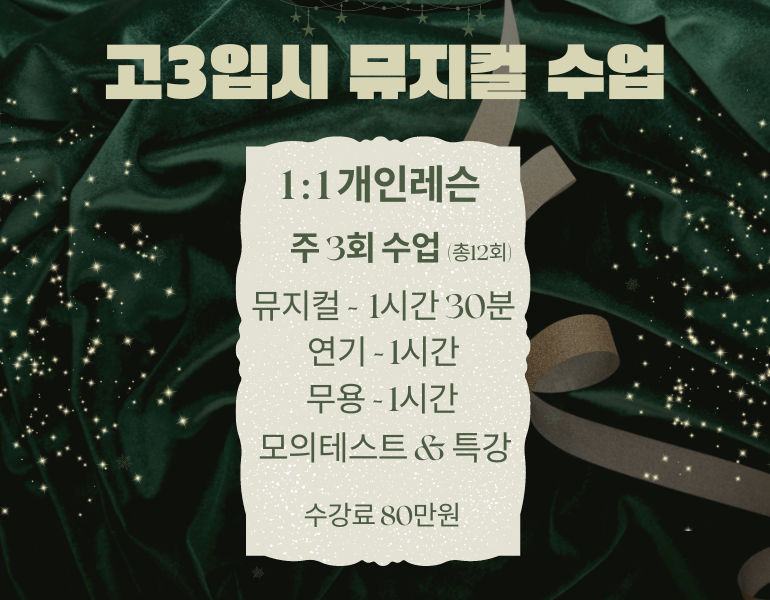 고3입시 뮤지컬 수업
1:1 개인레슨
주 3회 수업 (총12회)
뮤지컬 - 1시간 30분
연기 - 1시간
무용 - 1시간
모의테스트 & 특강
수강료 80만원